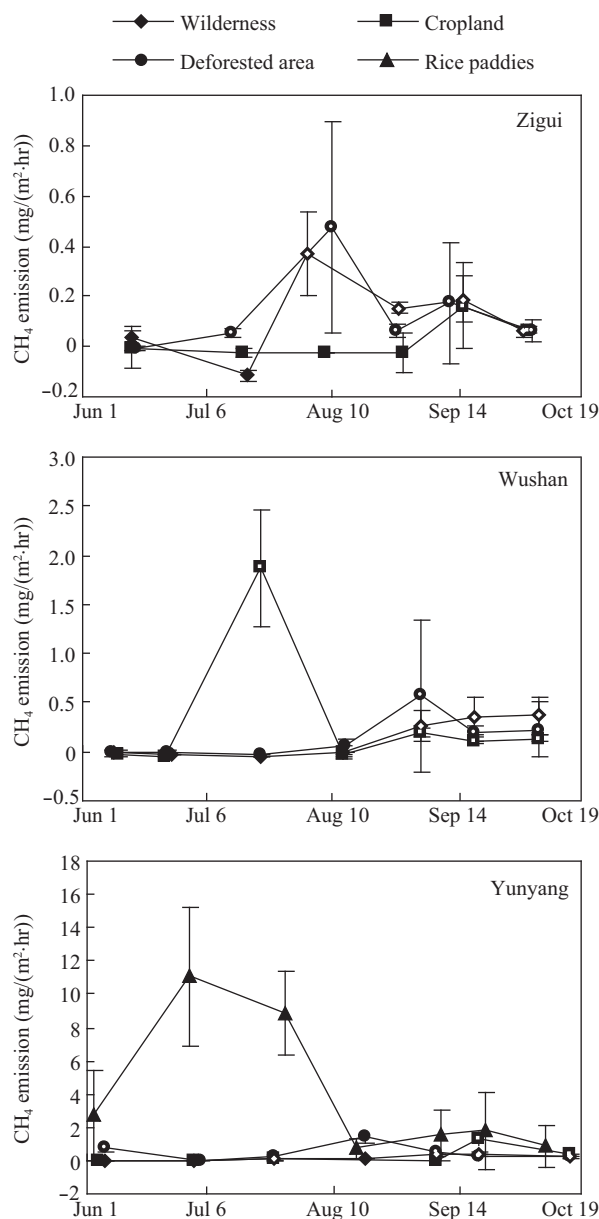 Wilderness Cropland
Deforested area Rice paddies
1.0
0.8
0.6
0.4
0.2
0
−0.2
CH₄ emission (mg/(m²·hr))
Zigui
Jun 1 Jul 6 Aug 10 Sep 14 Oct 19
3.0
2.5
2.0
1.5
1.0
0.5
0
−0.5
CH₄ emission (mg/(m²·hr))
Wushan
Jun 1 Jul 6 Aug 10 Sep 14 Oct 19
18
16
14
12
10
8
6
4
2
0
−2
CH₄ emission (mg/(m²·hr))
Yunyang
Jun 1 Jul 6 Aug 10 Sep 14 Oct 19